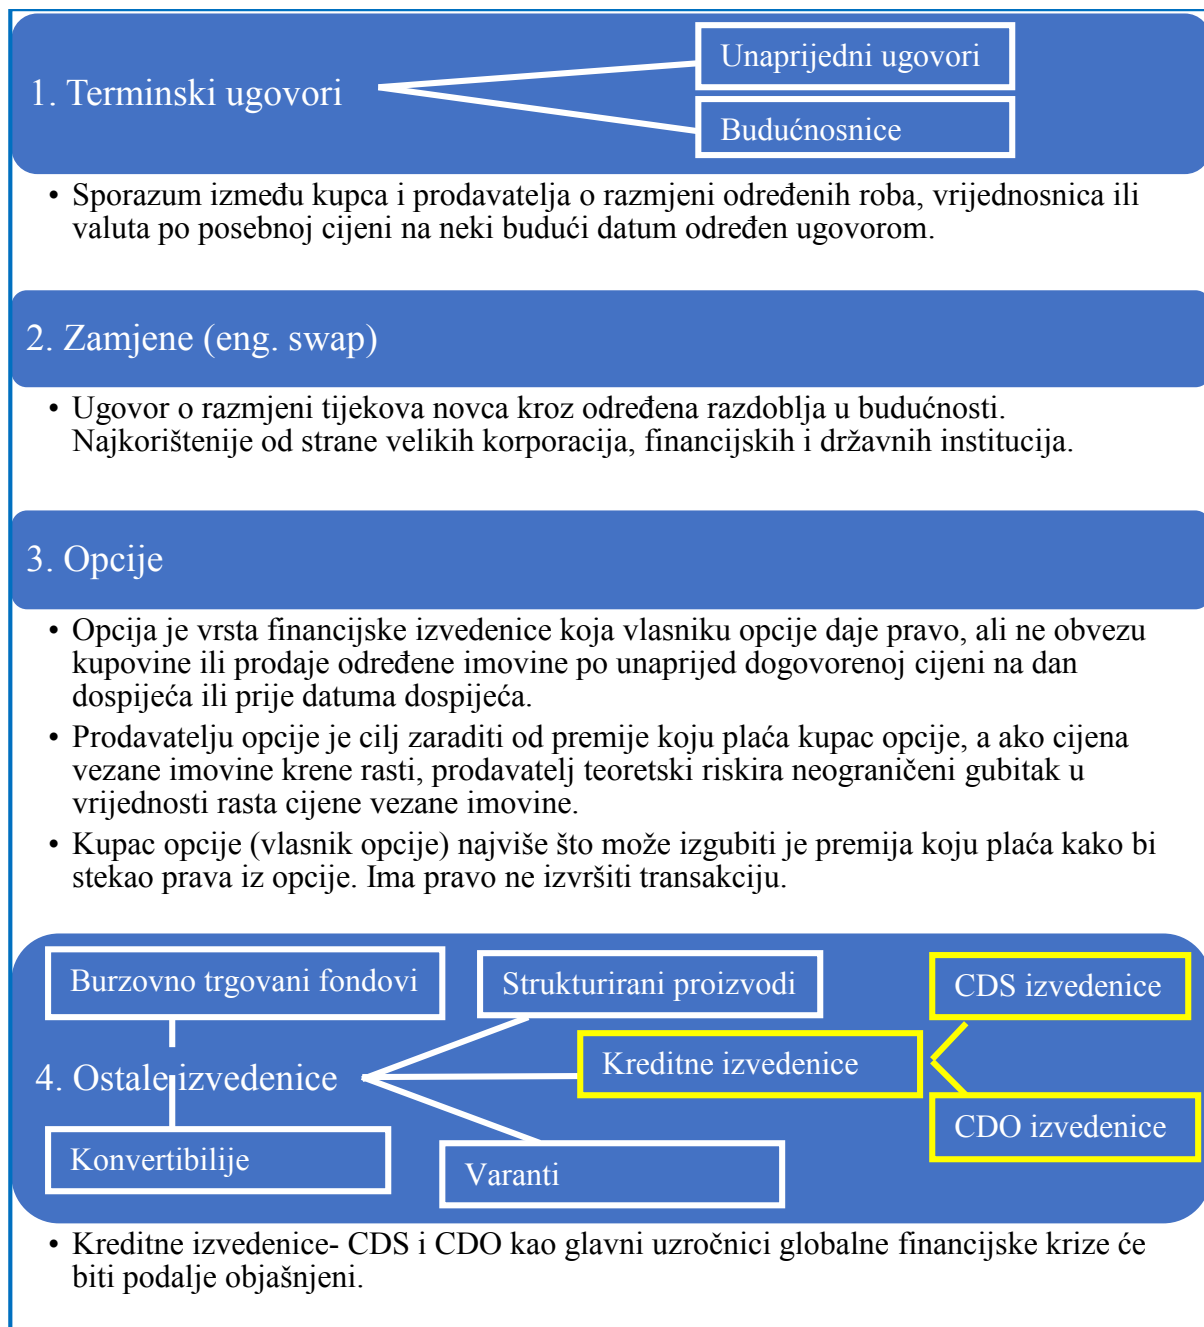 1. Terminski ugovori
Unaprijedni ugovori
Budućnosnice
• Sporazum između kupca i prodavatelja o razmjeni određenih roba, vrijednosnica ili
valuta po posebnoj cijeni na neki budući datum određen ugovorom.
2. Zamjene (eng. swap)
• Ugovor o razmjeni tijekova novca kroz određena razdoblja u budućnosti.
Najkorištenije od strane velikih korporacija, financijskih i državnih institucija.
3. Opcije
• Opcija je vrsta financijske izvedenice koja vlasniku opcije daje pravo, ali ne obvezu
kupovine ili prodaje određene imovine po unaprijed dogovorenoj cijeni na dan
dospijeća ili prije datuma dospijeća.
• Prodavatelju opcije je cilj zaraditi od premije koju plaća kupac opcije, a ako cijena
vezane imovine krene rasti, prodavatelj teoretski riskira neograničeni gubitak u
vrijednosti rasta cijene vezane imovine.
• Kupac opcije (vlasnik opcije) najviše što može izgubiti je premija koju plaća kako bi
stekao prava iz opcije. Ima pravo ne izvršiti transakciju.
Burzovno trgovani fondovi
Strukturirani proizvodi
CDS izvedenice
4. Ostale izvedenice
Kreditne izvedenice
CDO izvedenice
Konvertibilije
Varanti
• Kreditne izvedenice- CDS i CDO kao glavni uzročnici globalne financijske krize će
biti podalje objašnjeni.